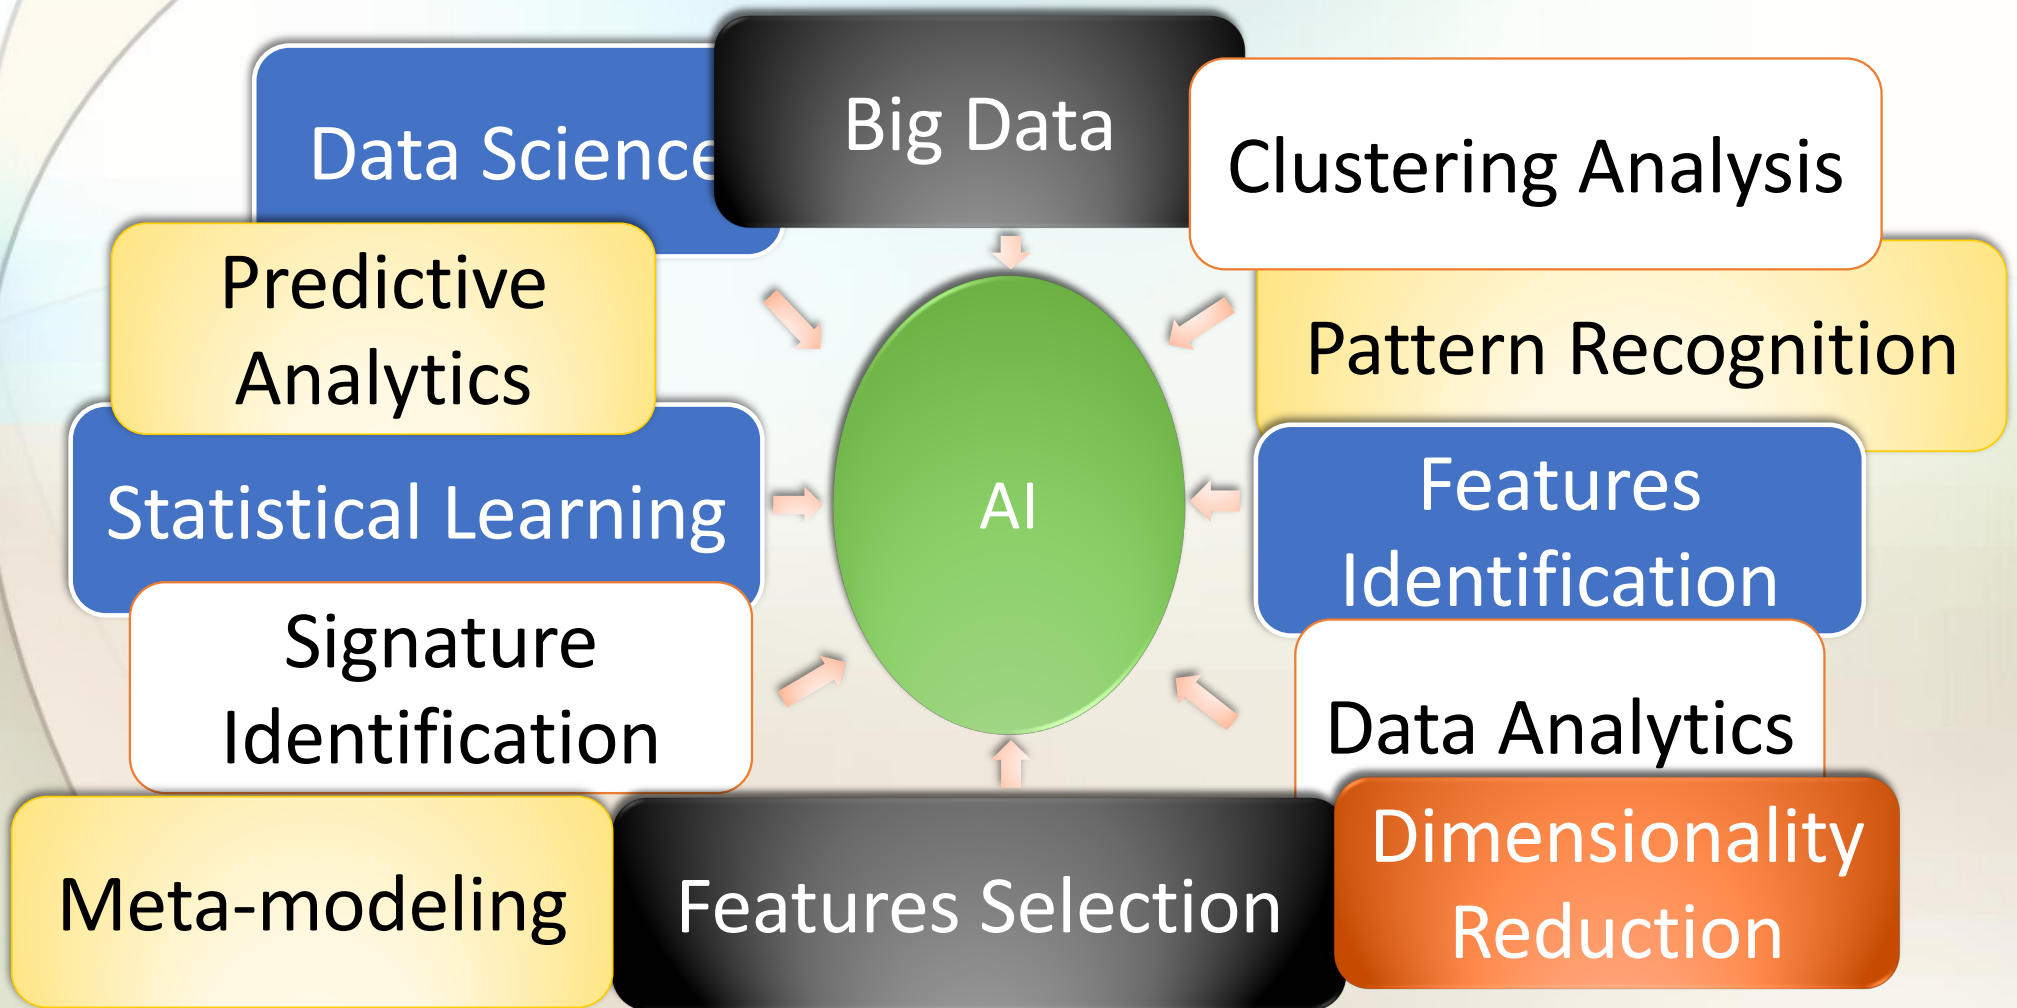 Data Science
Big Data
Clustering Analysis
Predictive
Analytics
Pattern Recognition
Statistical Learning
AI
Features
Identification
Signature
Identification
Data Analytics
Meta-modeling
Features Selection
Dimensionality
Reduction